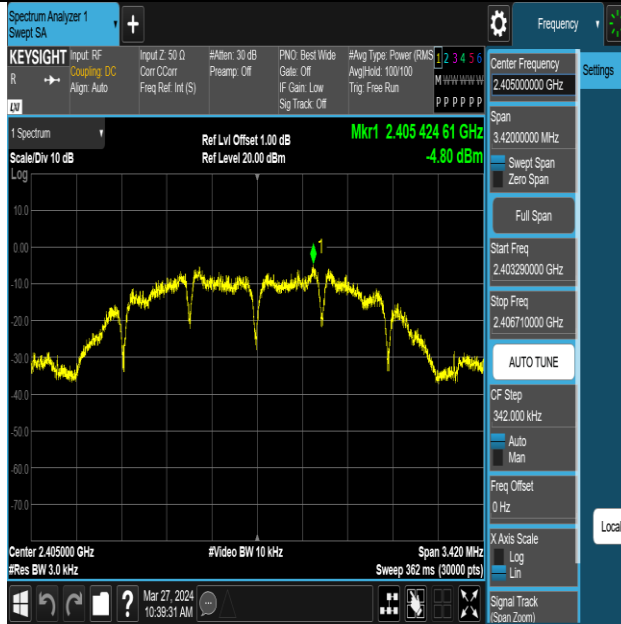 Spectrum Analyzer 1
Swept SA
Frequency
KEYSIGHT
R
LXI
Input: RF
Coupling: DC
Align: Auto
Input Z: 50 Ω
Corr CCorr
Freq Ref: Int (S)
#Atten: 30 dB
Preamp: Off
PNO: Best Wide
Gate: Off
IF Gain: Low
Sig Track: Off
#Avg Type: Power (RMS
Avg|Hold: 100/100
Trig: Free Run
1 2 3 4 5 6
M W W W W W
P P P P P P
1 Spectrum
Scale/Div 10 dB
Log
Ref Lvl Offset 1.00 dB
Ref Level 20.00 dBm
Mkr1 2.405 424 61 GHz
-4.80 dBm
10.0
0.00
-10.0
-20.0
-30.0
-40.0
-50.0
-60.0
-70.0
1
Center 2.405000 GHz
#Res BW 3.0 kHz
#Video BW 10 kHz
Span 3.420 MHz
Sweep 362 ms (30000 pts)
Center Frequency
2.405000000 GHz
Settings
Span
3.42000000 MHz
Swept Span
Zero Span
Full Span
Start Freq
2.403290000 GHz
Stop Freq
2.406710000 GHz
AUTO TUNE
CF Step
342.000 kHz
Auto
Man
Freq Offset
0 Hz
Local
X Axis Scale
Log
Lin
Signal Track
(Span Zoom)
?
Mar 27, 2024
10:39:31 AM